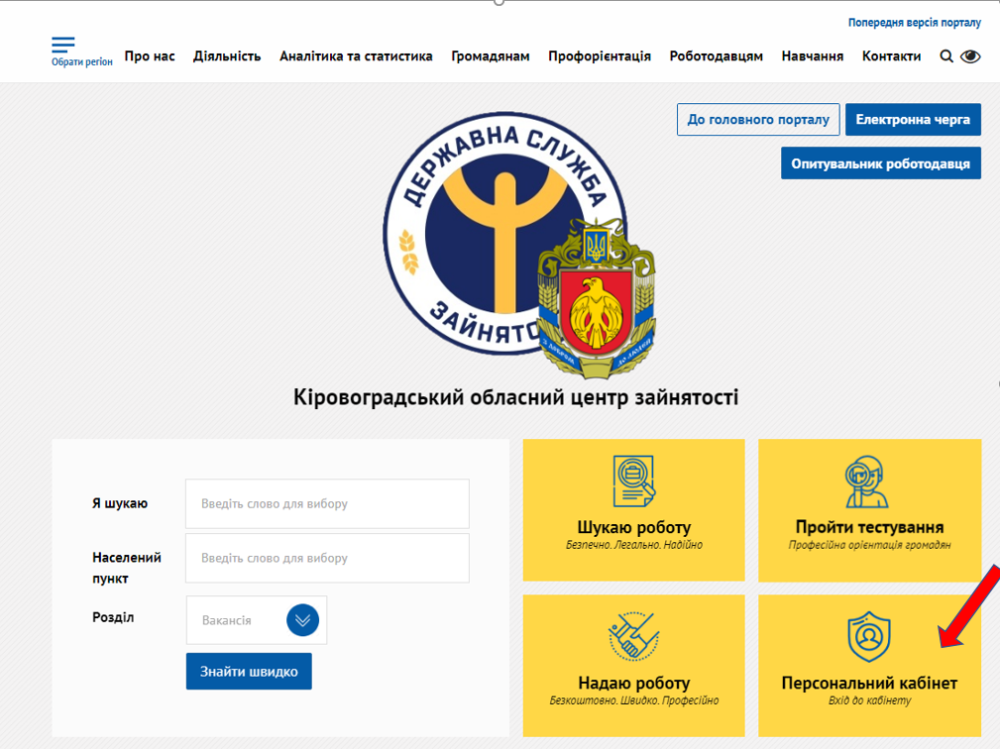 Попередня версія порталу
Обрати регіон
Про нас Діяльність Аналітика та статистика Громадянам Профорієнтація Роботодавцям Навчання Контакти
До головного порталу Електронна черга
Опитувальник роботодавця
ДЕРЖАВНА СЛУЖБА
З ДОБРОМ ДО ЛЮДЕЙ
Кіровоградський обласний центр зайнятості
Я шукаю Введіть слово для вибору
Населений пункт Введіть слово для вибору
Розділ Вакансія
Знайти швидко
Шукаю роботу
Безпечно. Легально. Надійно
Пройти тестування
Професійна орієнтація громадян
Надаю роботу
Безкоштовно. Швидко. Професійно
Персональний кабінет
Вхід до кабінету